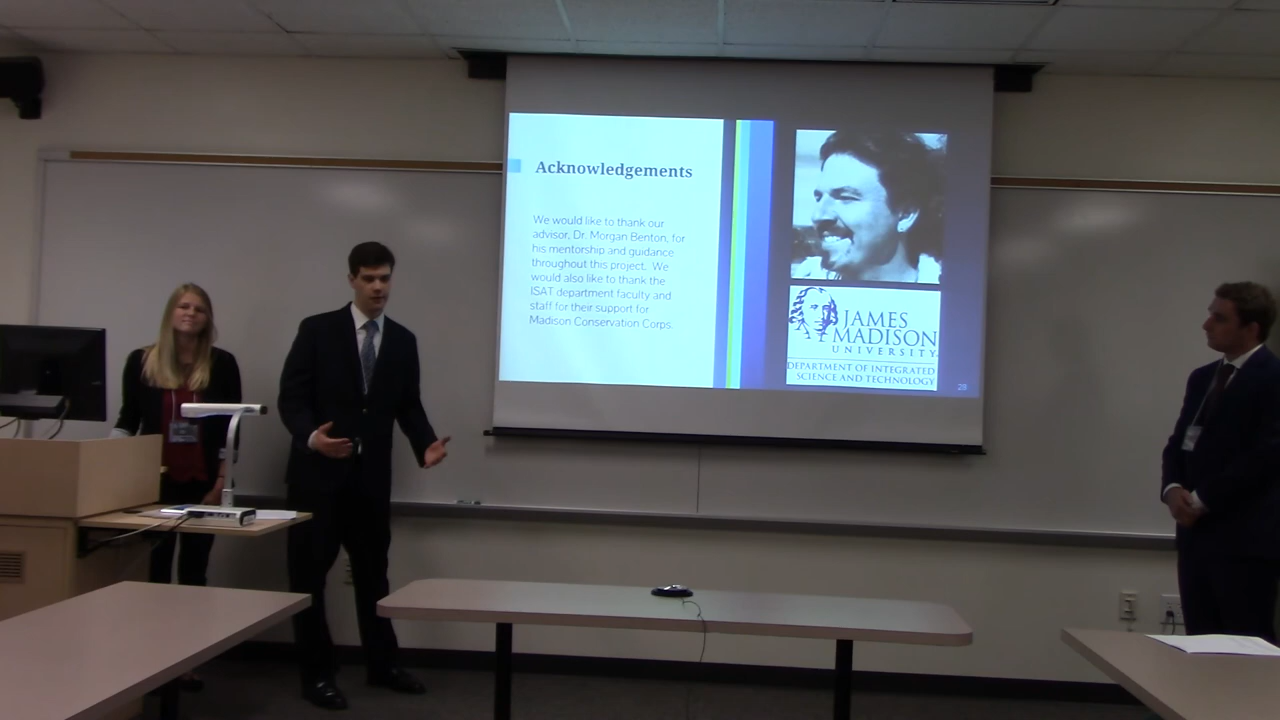 Acknowledgements
We would like to thank our
advisor, Dr. Morgan Benton, for
his mentorship and guidance
throughout this project. We
would also like to thank the
ISAT department faculty and
staff for their support for
Madison Conservation Corps.
JAMES
MADISON
UNIVERSITY.
DEPARTMENT OF INTEGRATED
SCIENCE AND TECHNOLOGY
28